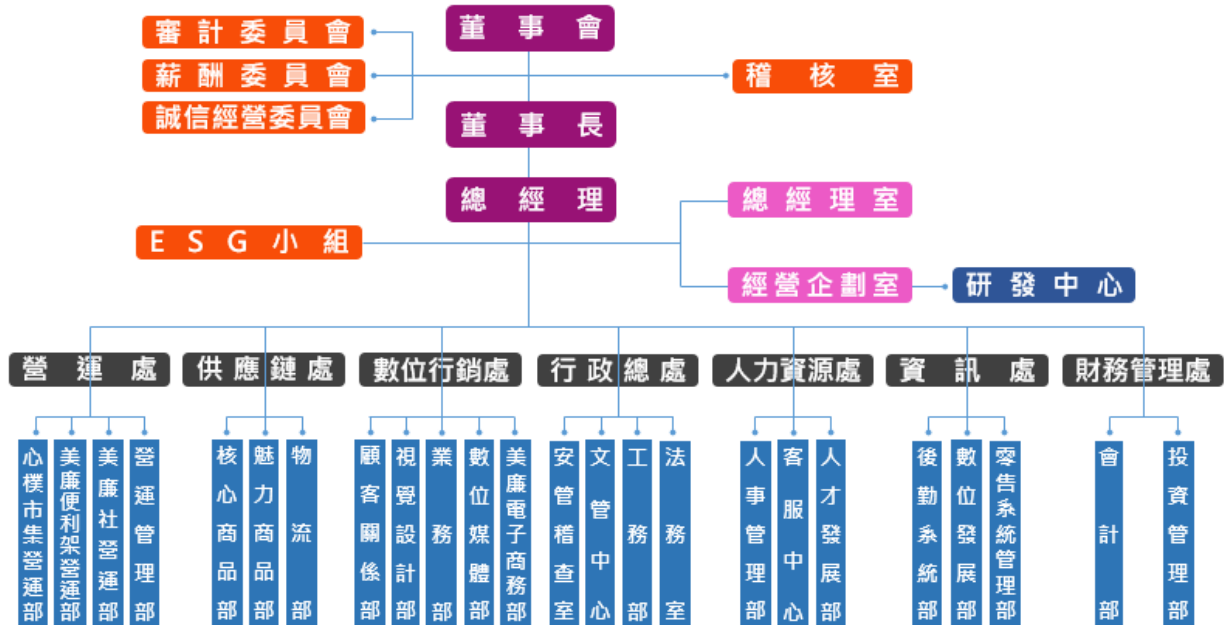 審計委員會
董事會
薪酬委員會
稽核室
誠信經營委員會
董事長
總經理
總經理室
ESG小組
經營企劃室
研發中心
營運處
供應鏈處
數位行銷處
行政總處
人力資源處
資訊處
財務管理處
心樸市集營運部
美廉便利架營運部
美廉社營運部
營運管理部
核心商品部
魅力商品部
物流部
顧客關係部
視覺設計部
業務部
數位媒體部
美廉電子商務部
安管稽查室
文管中心
工務部
法務室
人事管理部
客服中心
人才發展部
後勤系統部
數位發展部
零售系統管理部
會計部
投資管理部